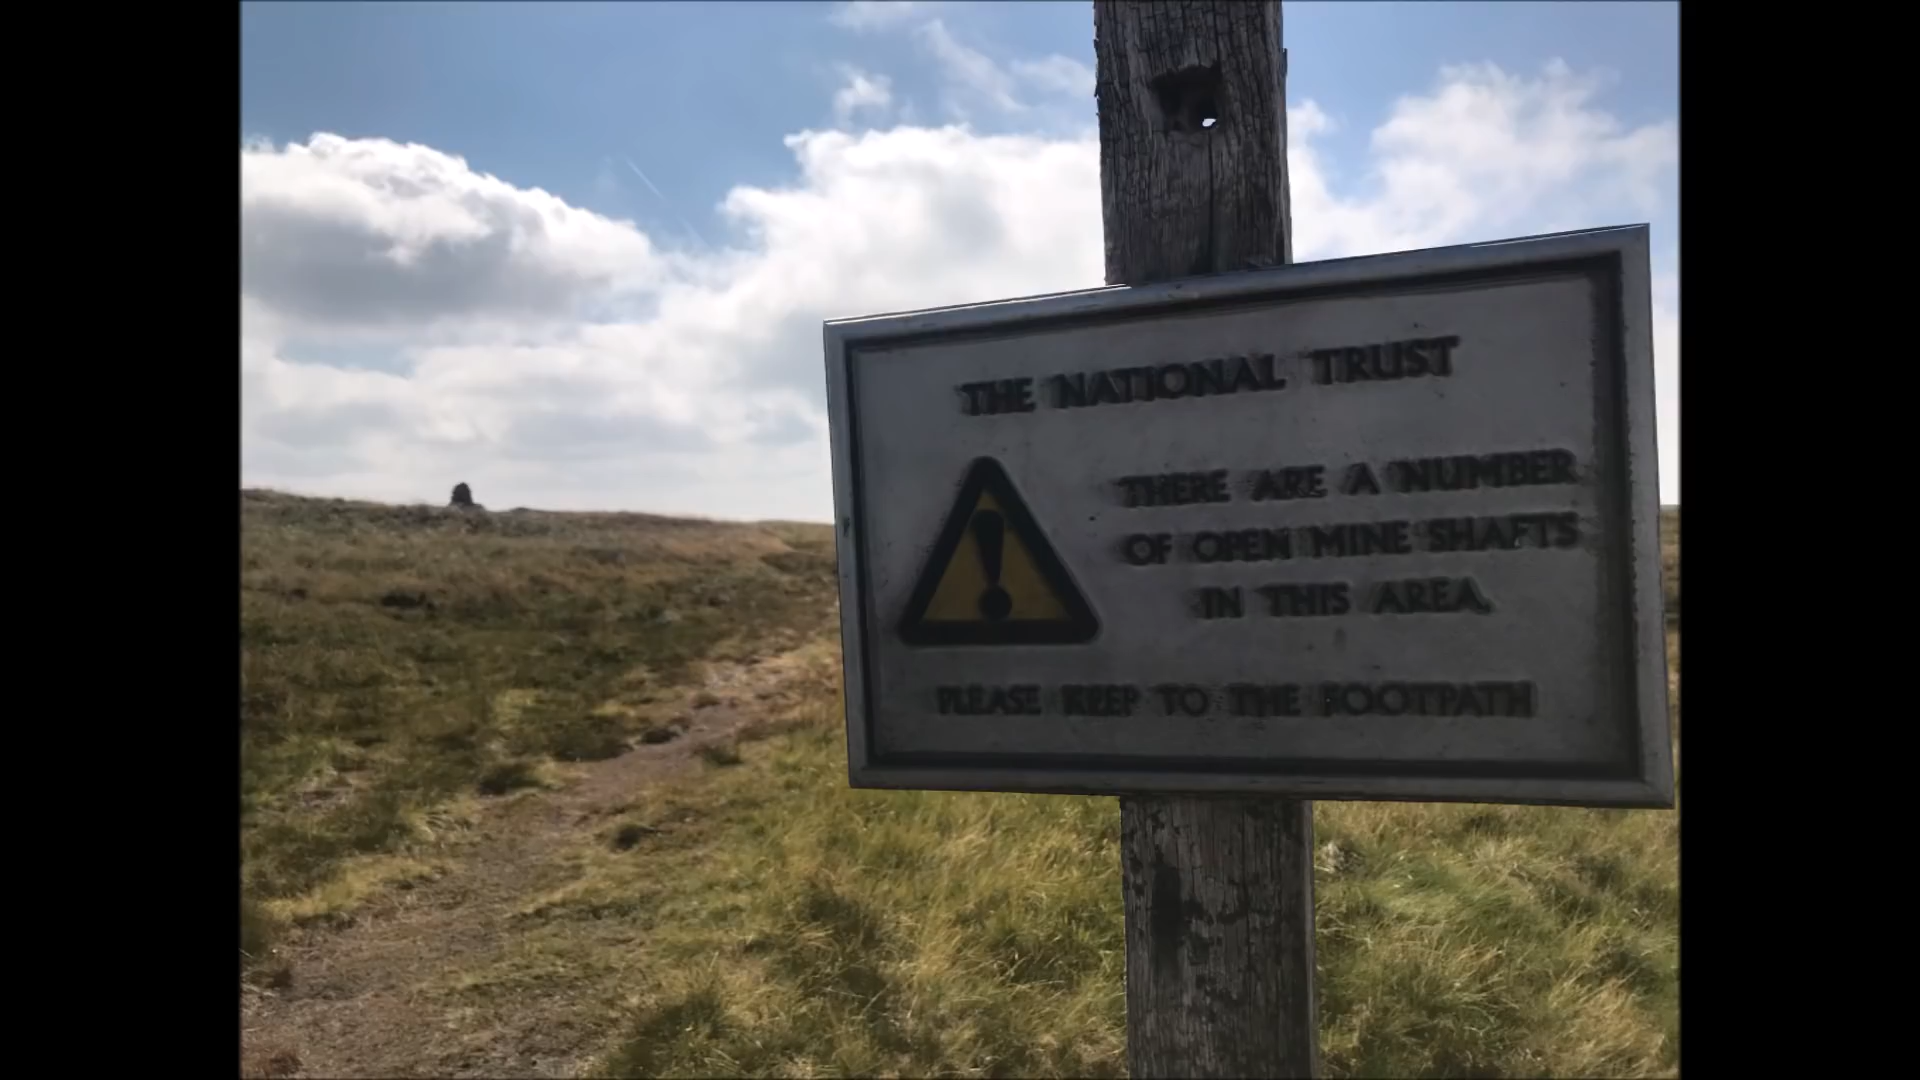 THE NATIONAL TRUST
THERE ARE A NUMBER
OF OPEN MINE SHAFTS
IN THIS AREA.
PLEASE KEEP TO THE FOOTPATH